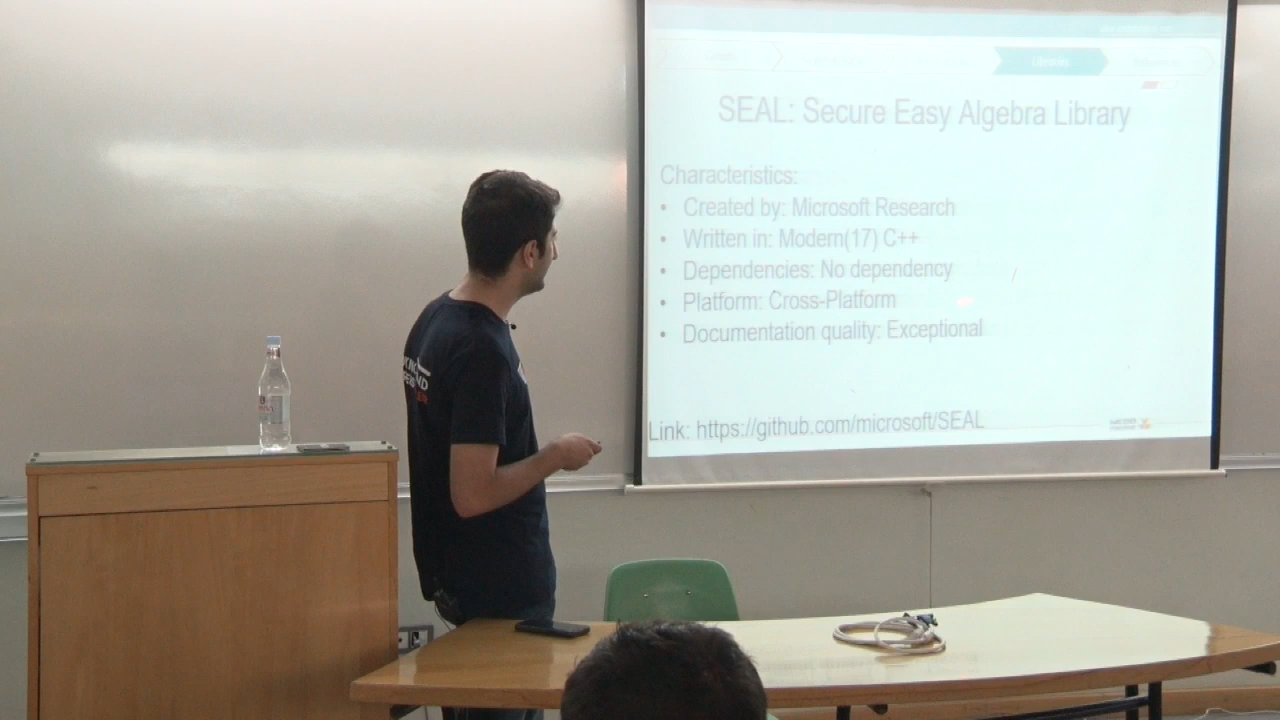 Libraries
SEAL: Secure Easy Algebra Library
Characteristics:
• Created by: Microsoft Research
• Written in: Modern(17) C++
• Dependencies: No dependency
• Platform: Cross-Platform
• Documentation quality: Exceptional
Link: https://github.com/microsoft/SEAL